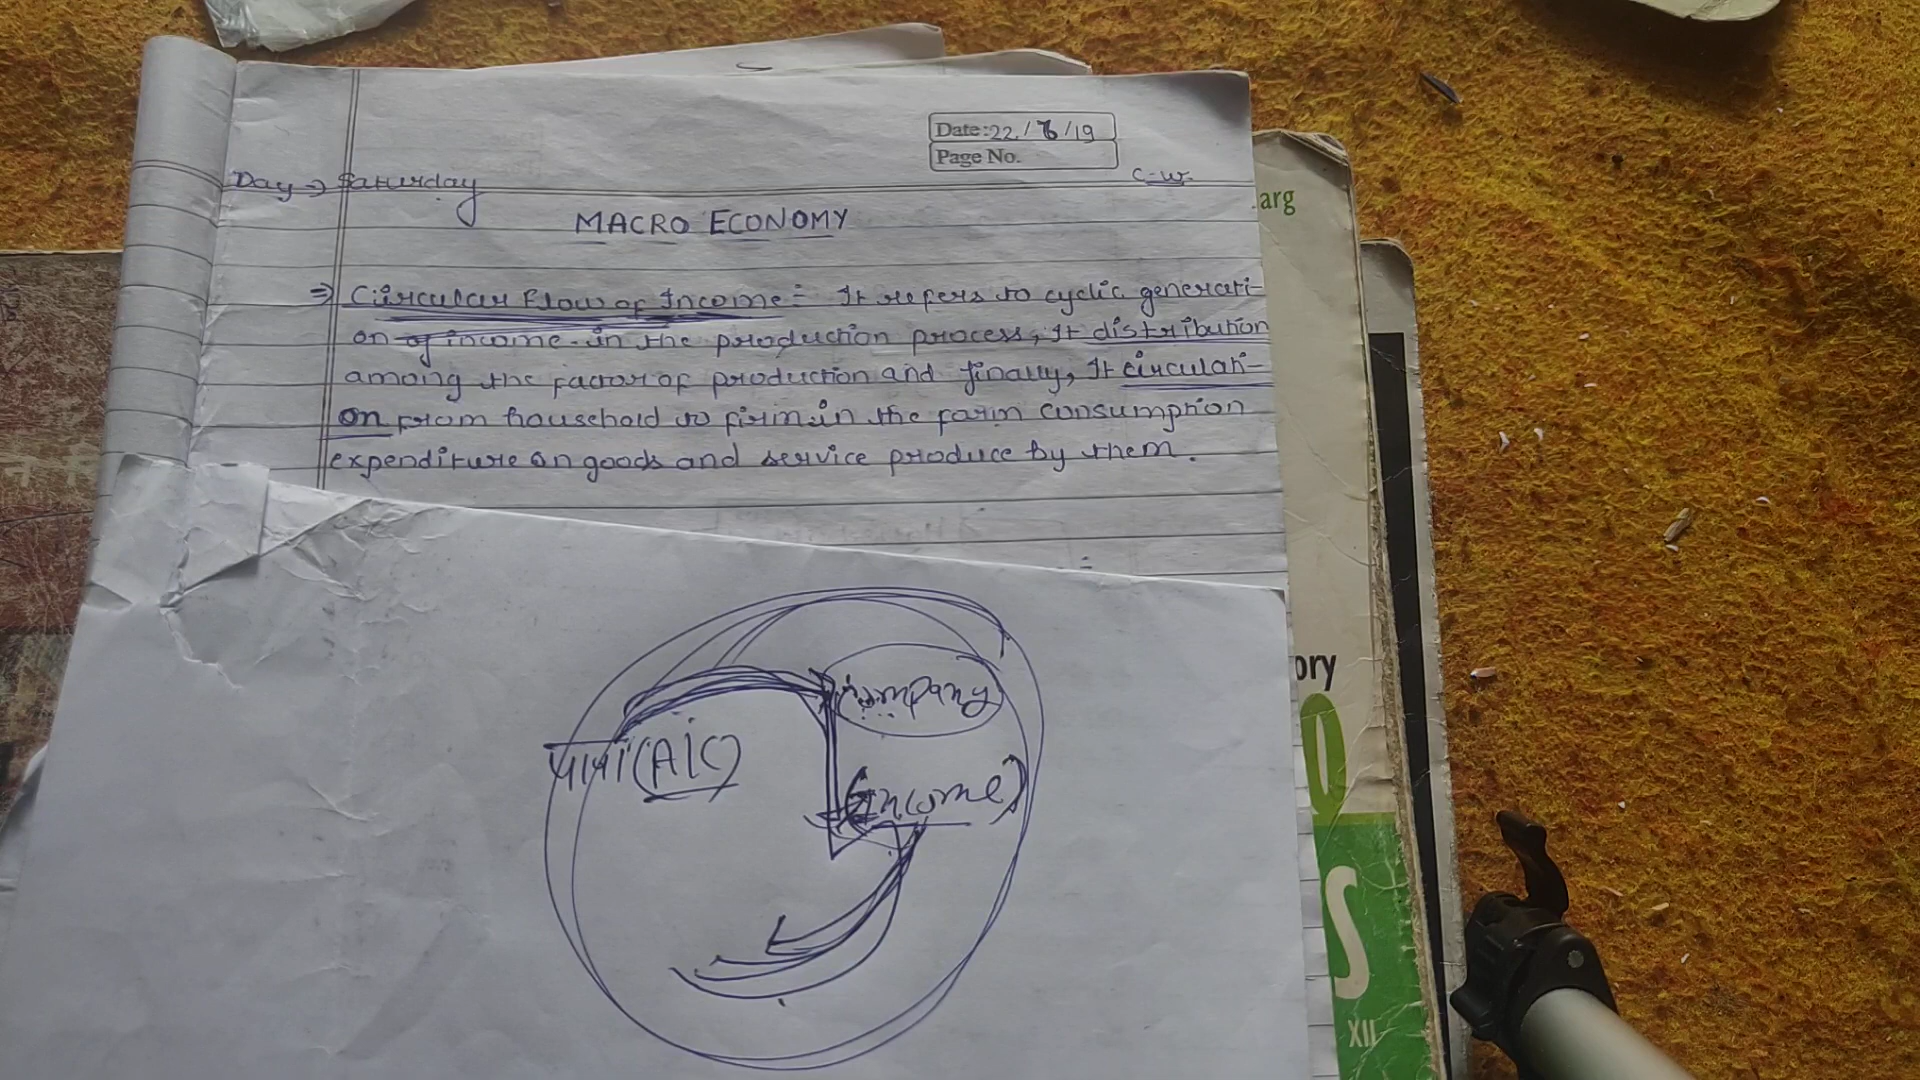 Date: 22/6/19
Page No.
Day → Saturday
C-W
MACRO ECONOMY
⇒ Circular Flow of Income = It refers to cyclic generati-
on of income in the production process, It distribution
among the factor of production and finally, It circulati-
on from household to firm in the farm consumption
expenditure on goods and service produce by them.
company
(A/C)
(Income)
arg
ory
O
S
XII